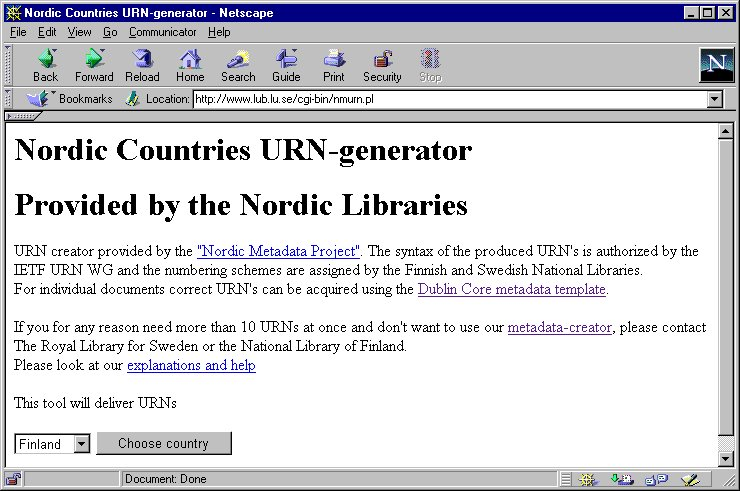 Nordic Countries URN-generator - Netscape
File Edit View Go Communicator Help
Back Forward Reload Home Search Guide Print Security Stop
N
Bookmarks Location: http://www.lub.lu.se/cgi-bin/nmurn.pl
Nordic Countries URN-generator
Provided by the Nordic Libraries
URN creator provided by the "Nordic Metadata Project". The syntax of the produced URN's is authorized by the
IETF URN WG and the numbering schemes are assigned by the Finnish and Swedish National Libraries.
For individual documents correct URN's can be acquired using the Dublin Core metadata template.
If you for any reason need more than 10 URNs at once and don't want to use our metadata-creator, please contact
The Royal Library for Sweden or the National Library of Finland.
Please look at our explanations and help
This tool will deliver URNs
Finland Choose country
Document: Done